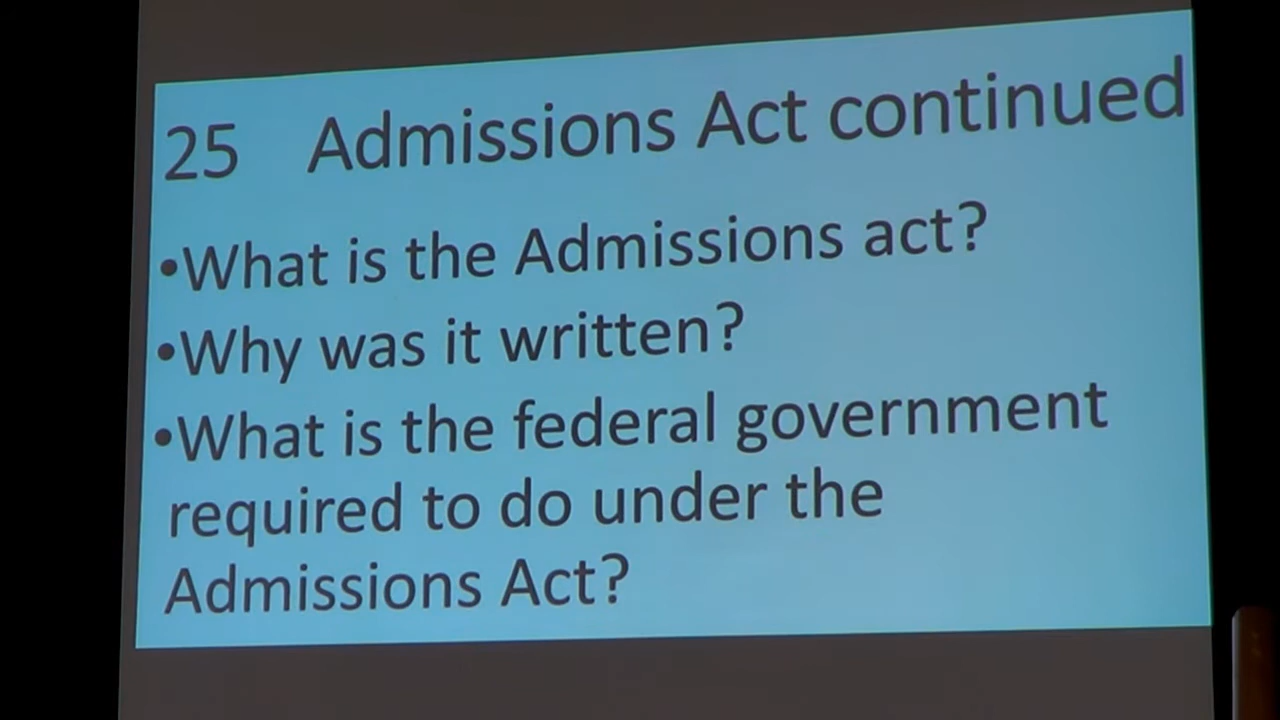 25 Admissions Act continued
•What is the Admissions act?
•Why was it written?
•What is the federal government
required to do under the
Admissions Act?